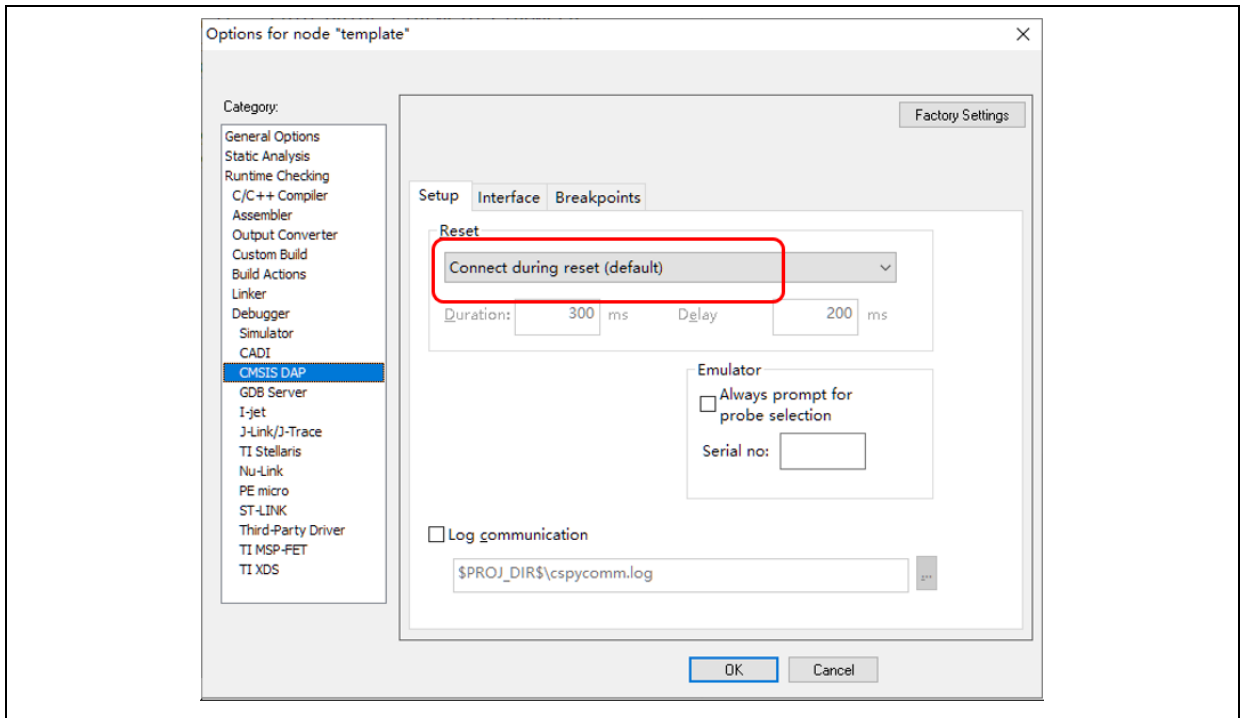 Options for node "template"
Category:
Factory Settings
General Options
Static Analysis
Runtime Checking
C/C++ Compiler
Assembler
Output Converter
Custom Build
Build Actions
Linker
Debugger
Simulator
CADI
CMSIS DAP
GDB Server
I-jet
J-Link/J-Trace
TI Stellaris
Nu-Link
PE micro
ST-LINK
Third-Party Driver
TI MSP-FET
TI XDS
Setup Interface Breakpoints
Reset
Connect during reset (default)
Duration: 300 ms Delay 200 ms
Emulator
Always prompt for
probe selection
Serial no:
Log communication
$PROJ_DIR$\cspycomm.log
...
OK Cancel